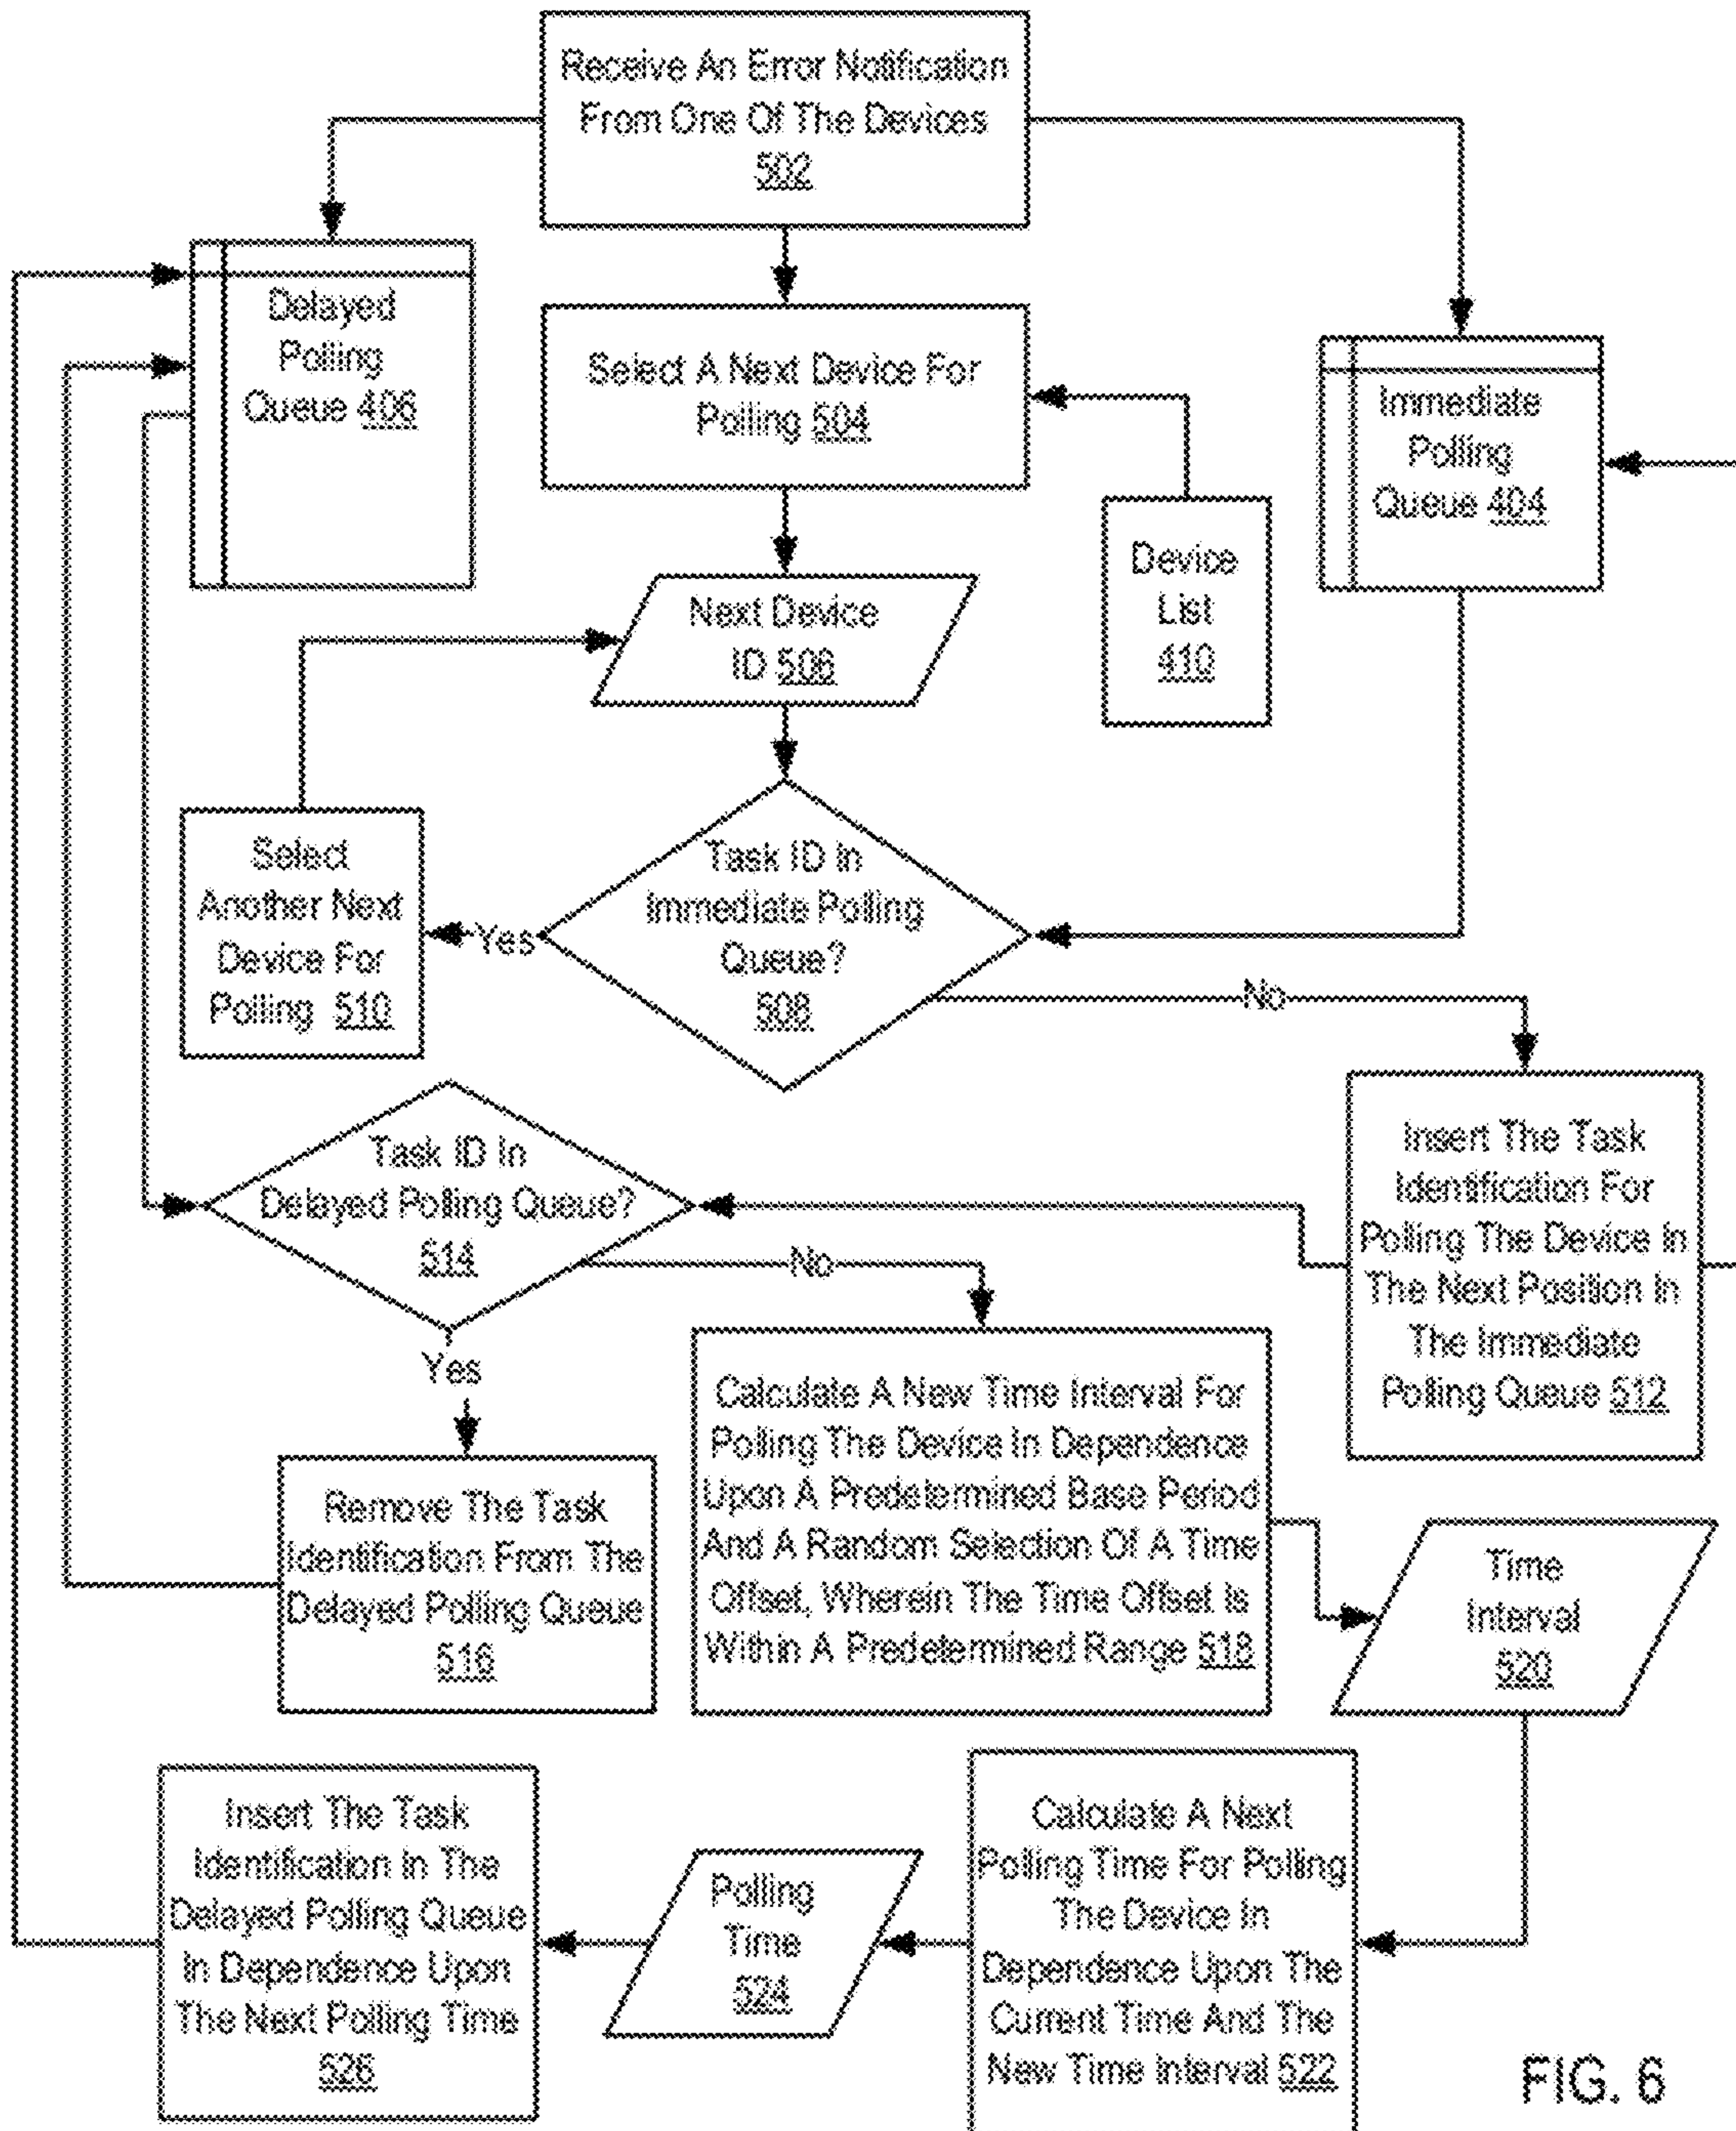 Receive An Error Notification
From One Of The Devices
502
Delayed
Polling
Queue 406
Select A Next Device For
Polling 504
Immediate
Polling
Queue 404
Device
List
410
Next Device
ID 506
Select
Another Next
Device For
Polling 510
Yes
Task ID In
Immediate Polling
Queue?
508
No
Task ID In
Delayed Polling Queue?
514
No
Yes
Insert The Task
Identification For
Polling The Device In
The Next Position In
The Immediate
Polling Queue 512
Remove The Task
Identification From The
Delayed Polling Queue
516
Calculate A New Time Interval For
Polling The Device In Dependence
Upon A Predetermined Base Period
And A Random Selection Of A Time
Offset, Wherein The Time Offset Is
Within A Predetermined Range 518
Time
Interval
520
Insert The Task
Identification In The
Delayed Polling Queue
In Dependence Upon
The Next Polling Time
526
Polling
Time
524
Calculate A Next
Polling Time For Polling
The Device In
Dependence Upon The
Current Time And The
New Time Interval 522
FIG. 6